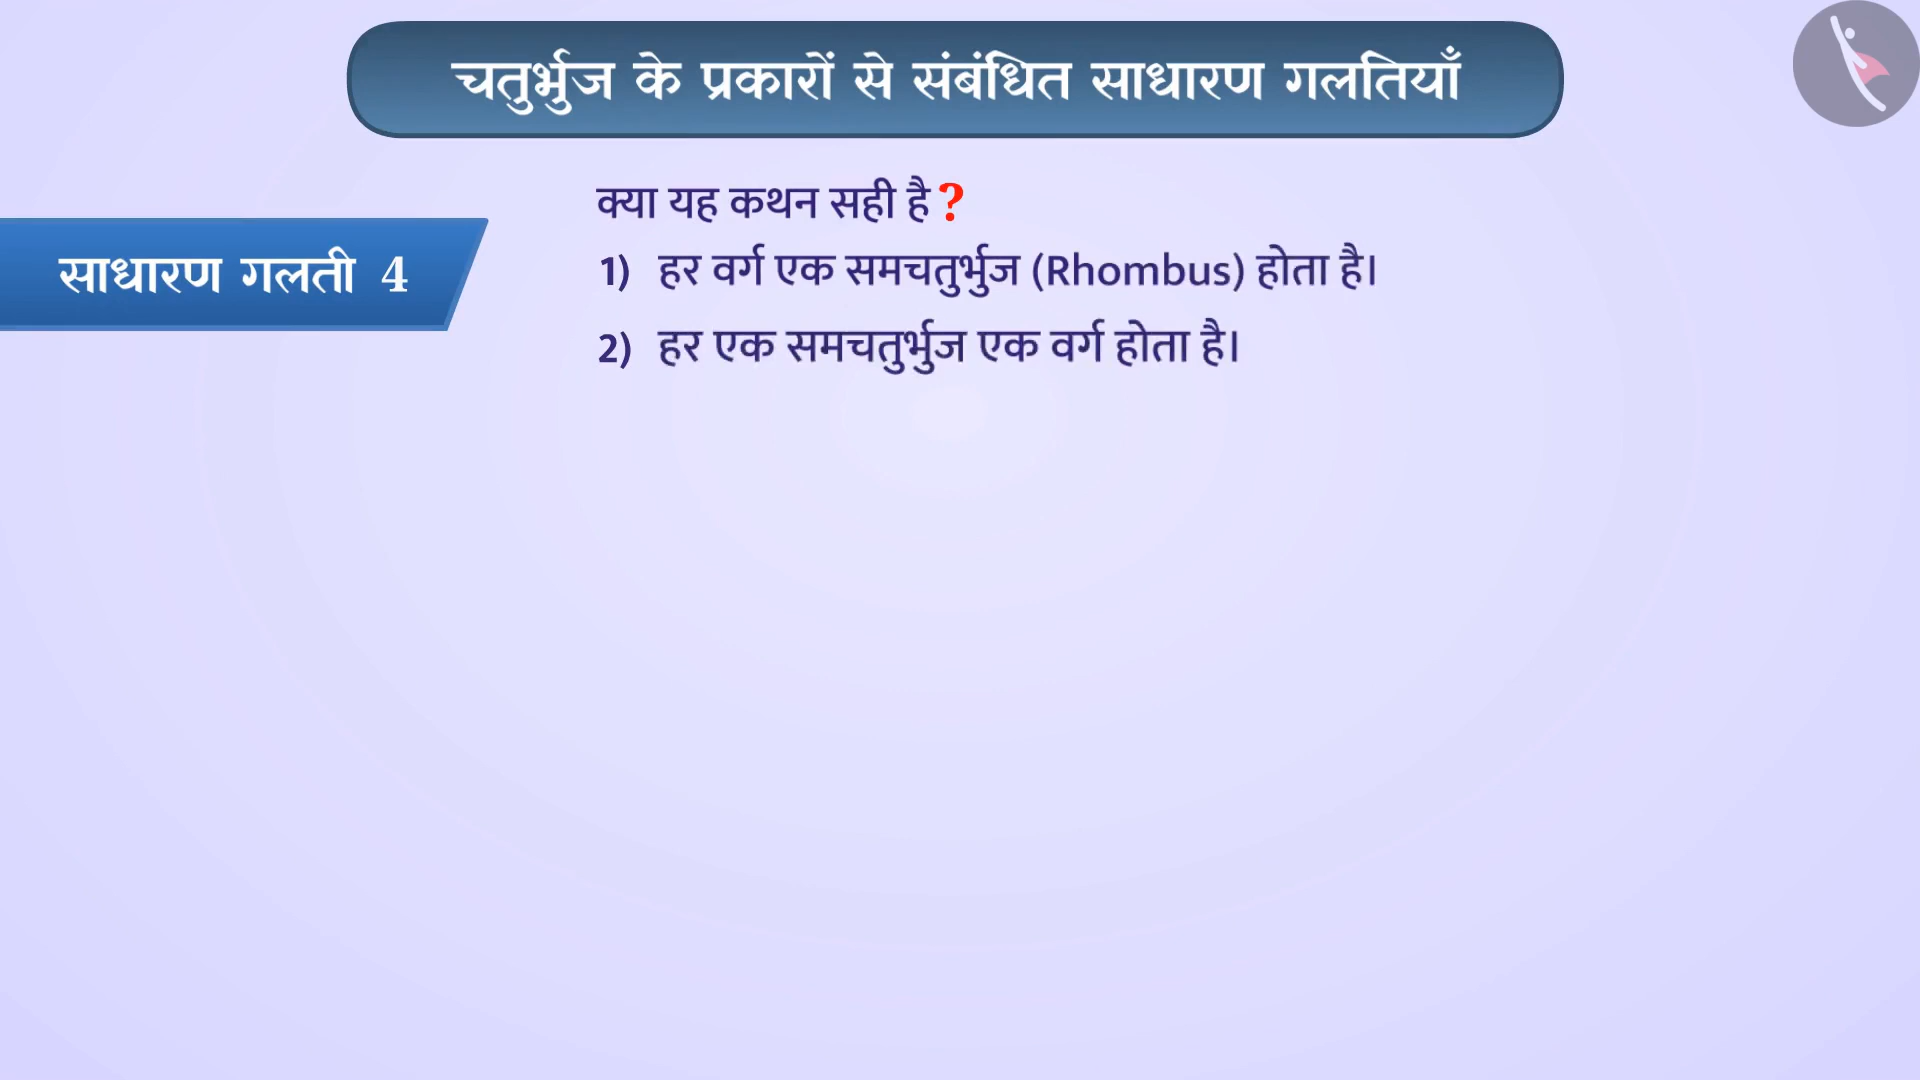 चतुर्भुज के प्रकारों से संबंधित साधारण गलतियाँ
क्या यह कथन सही है?
साधारण गलती 4
1) हर वर्ग एक समचतुर्भुज (Rhombus) होता है।
2) हर एक समचतुर्भुज एक वर्ग होता है।